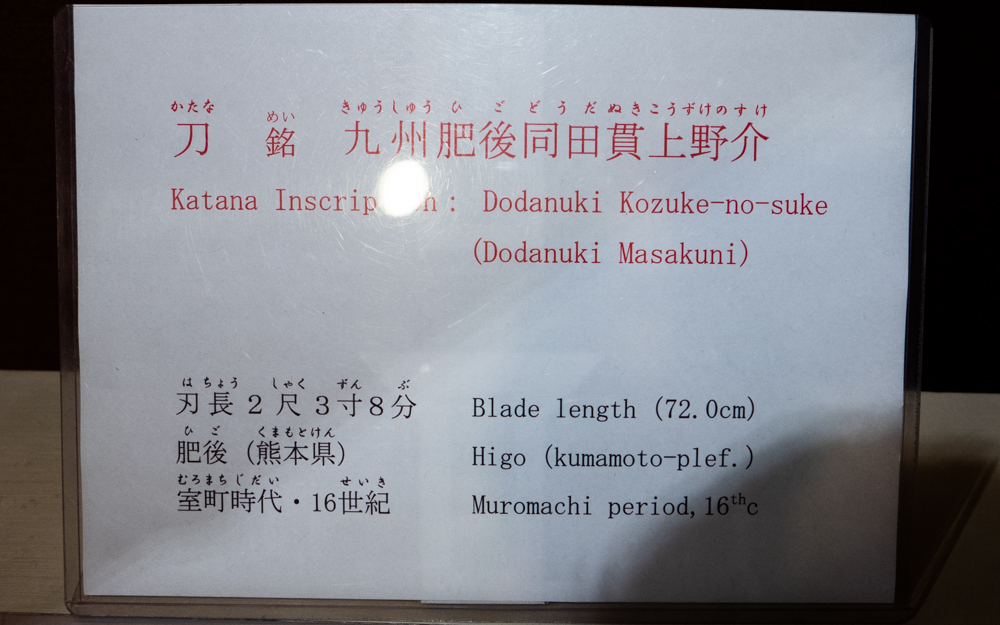 かたな めい きゅうしゅう ひ ご どう だ ぬき こうずけのすけ
刀 銘 九州肥後同田貫上野介
Katana Inscrip h : Dodanuki Kozuke-no-suke
(Dodanuki Masakuni)
は ちょう しゃく ずん ぶ
刃長2尺3寸8分 Blade length (72.0cm)
ひ ご くまもとけん
肥後(熊本県) Higo (kumamoto-plef.)
むろまちじだい せいき
室町時代・16世紀 Muromachi period,16thc